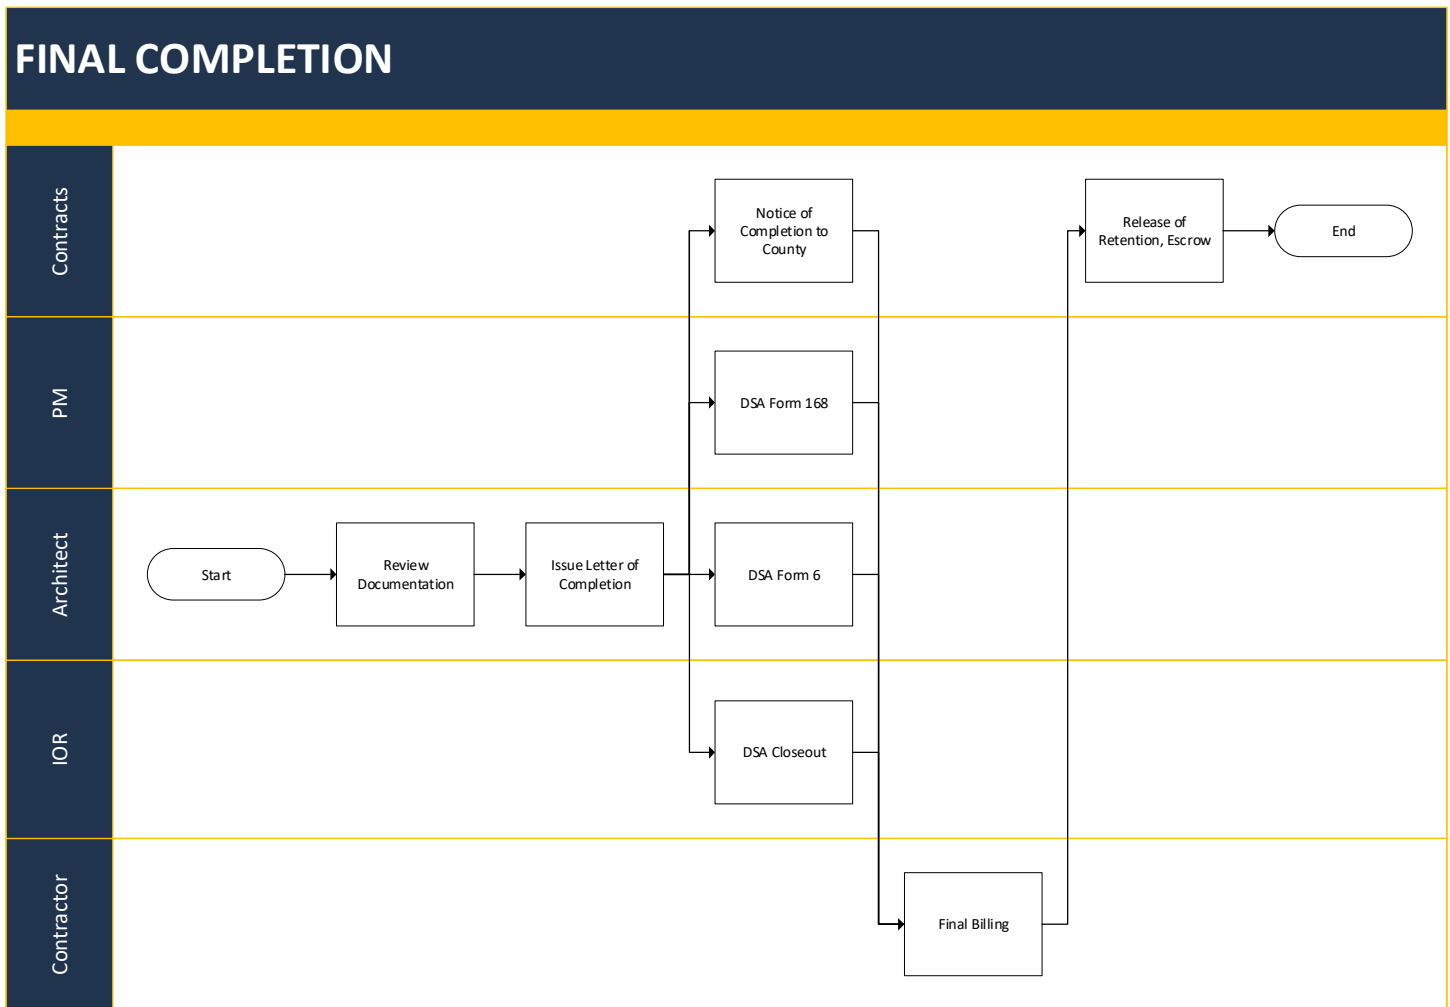 FINAL COMPLETION
Contracts
Notice of
Completion to
County
Release of
Retention, Escrow
End
PM
DSA Form 168
Architect
Start
Review
Documentation
Issue Letter of
Completion
DSA Form 6
IOR
DSA Closeout
Contractor
Final Billing